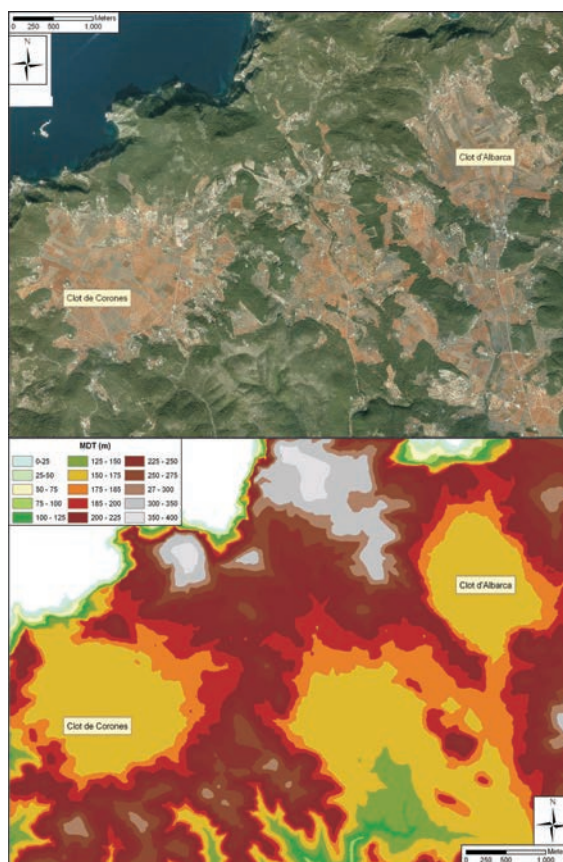 Meters
0 250 500 1.000
N
Clot d'Albarca
Clot de Corones
MDT (m)
0-25 125 - 150 225 - 250
25-50 150 - 175 250 - 275
50 - 75 175 - 185 27 - 300
75 - 100 185 - 200 300 - 350
100 - 125 200 - 225 350 - 400
Clot d'Albarca
Clot de Corones
N
0 250 500 1.000